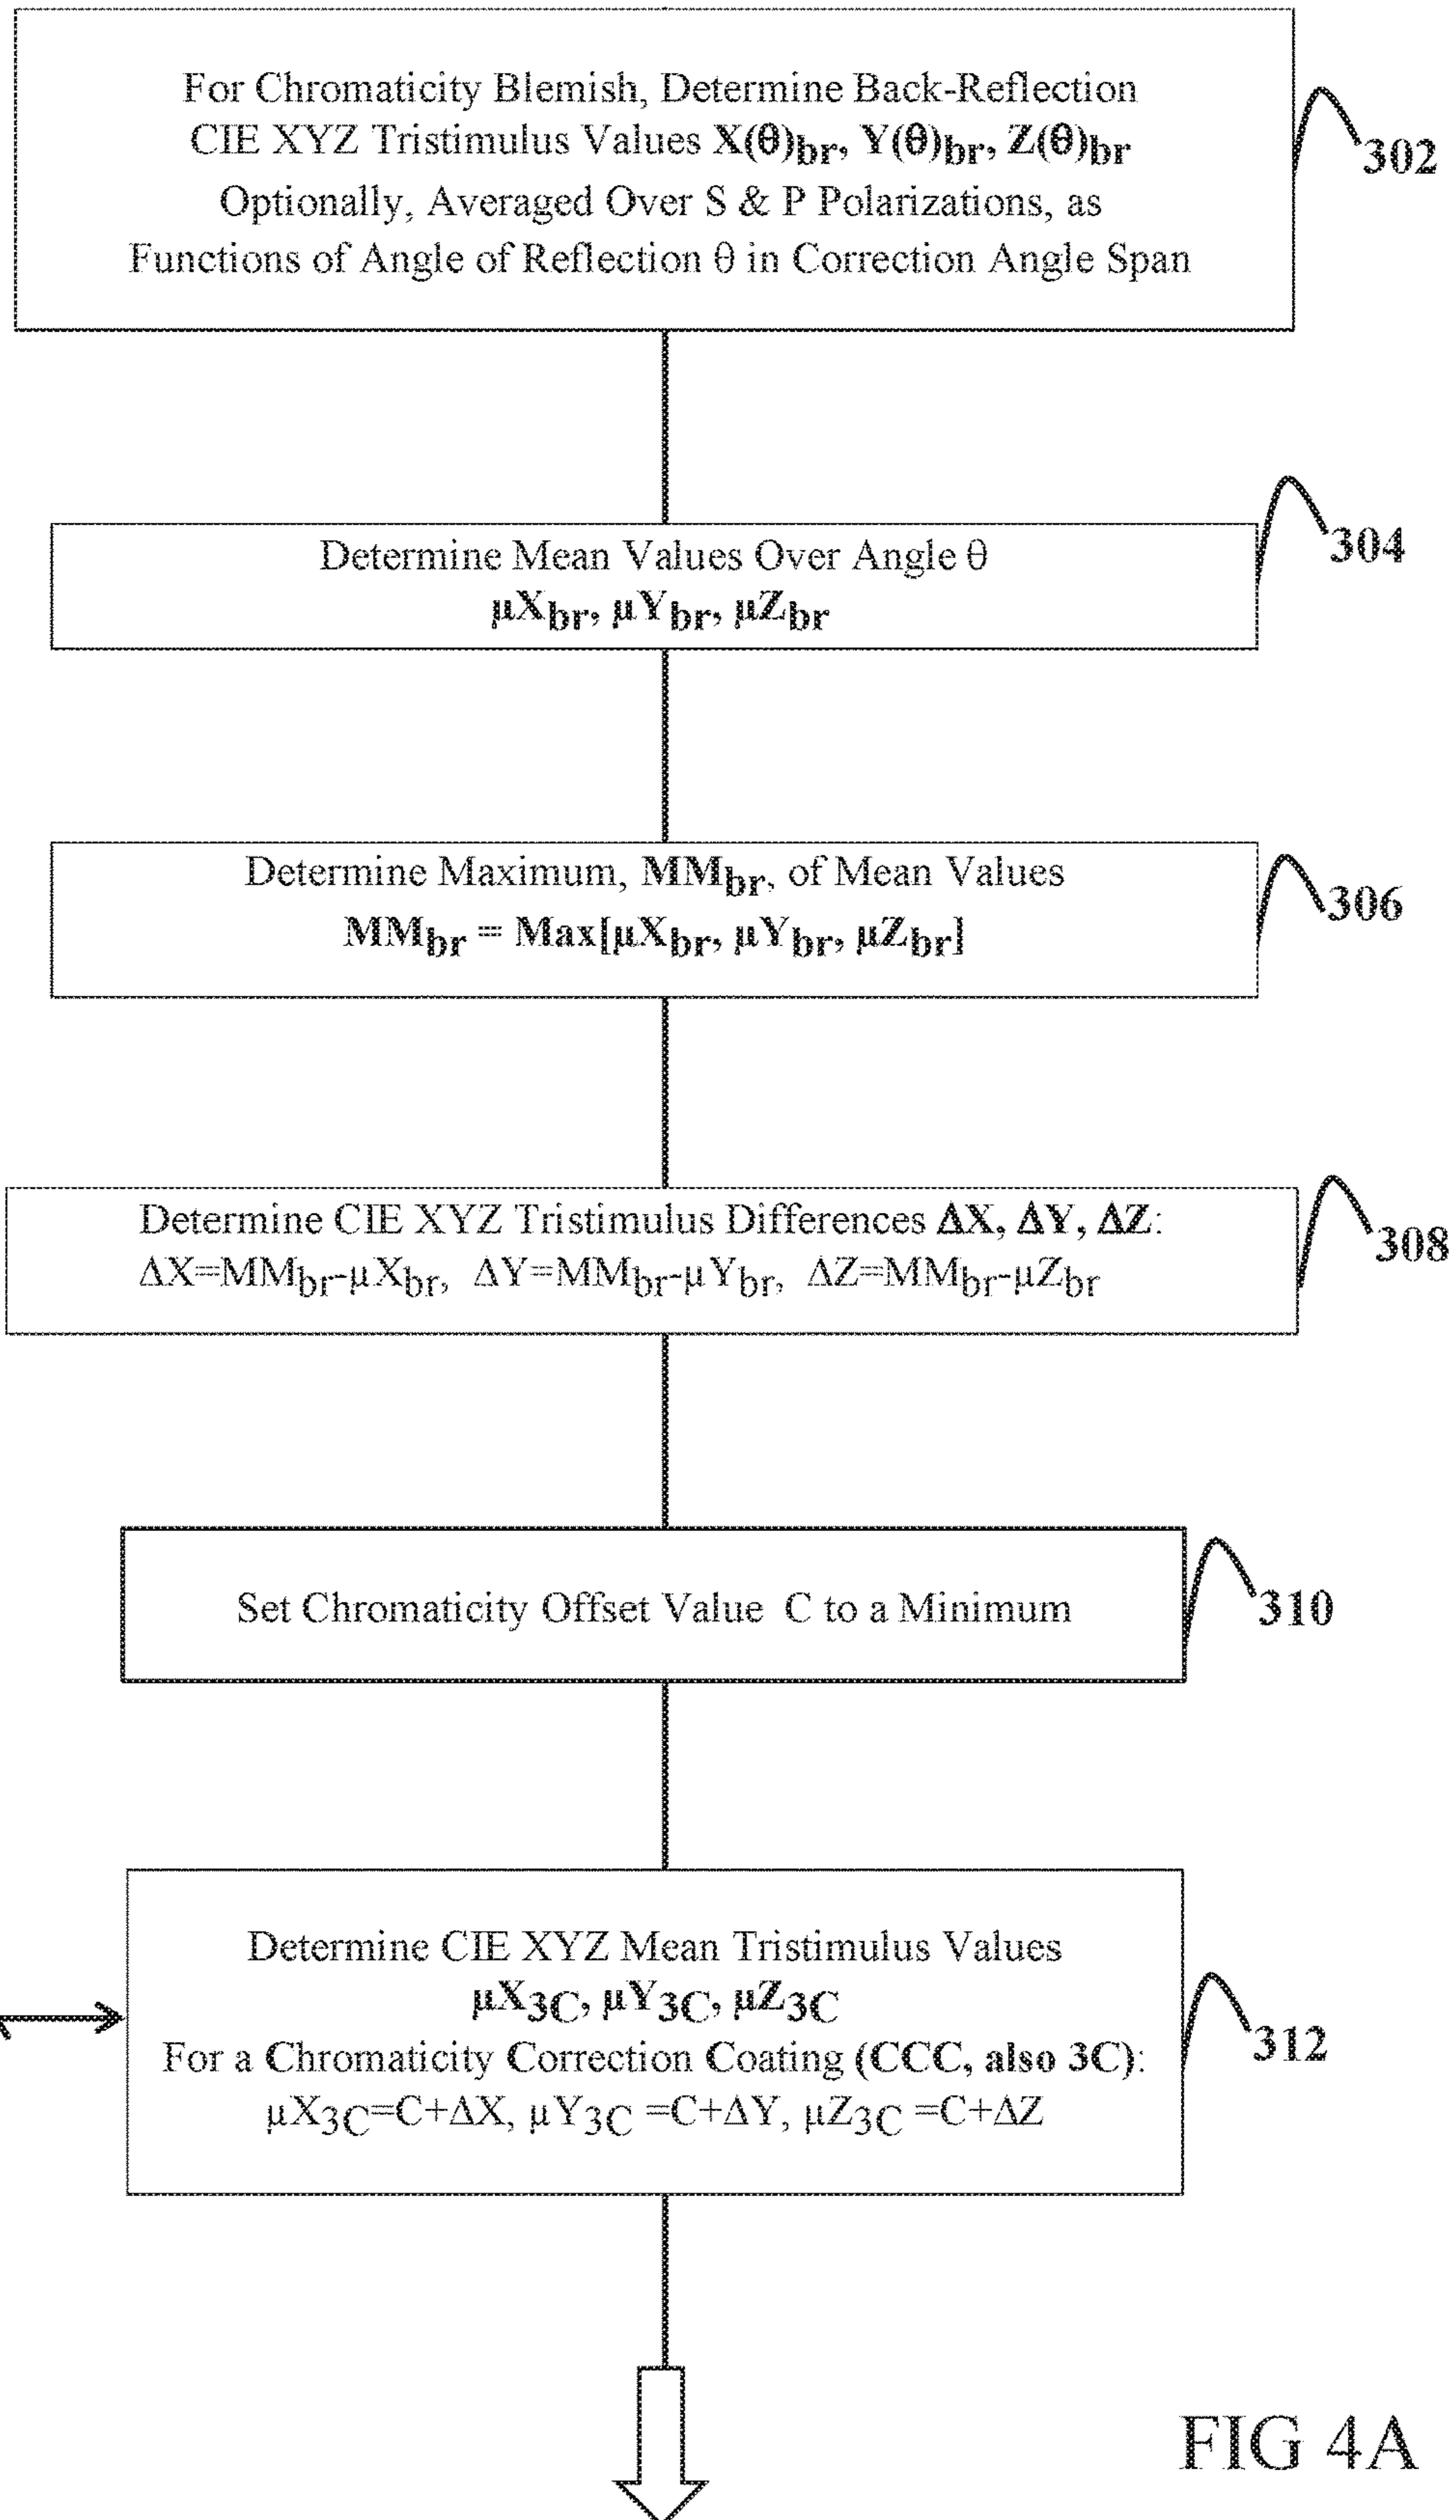 For Chromaticity Blemish, Determine Back-Reflection
CIE XYZ Tristimulus Values X(θ)br, Y(θ)br, Z(θ)br
Optionally, Averaged Over S & P Polarizations, as
Functions of Angle of Reflection θ in Correction Angle Span
302
Determine Mean Values Over Angle θ
μXbr, μYbr, μZbr
304
Determine Maximum, MMbr, of Mean Values
MMbr = Max[μXbr, μYbr, μZbr]
306
Determine CIE XYZ Tristimulus Differences ΔX, ΔY, ΔZ:
ΔX=MMbr-μXbr, ΔY=MMbr-μYbr, ΔZ=MMbr-μZbr
308
Set Chromaticity Offset Value C to a Minimum
310
Determine CIE XYZ Mean Tristimulus Values
μX3C, μY3C, μZ3C
For a Chromaticity Correction Coating (CCC, also 3C):
μX3C=C+ΔX, μY3C =C+ΔY, μZ3C =C+ΔZ
312
FIG 4A